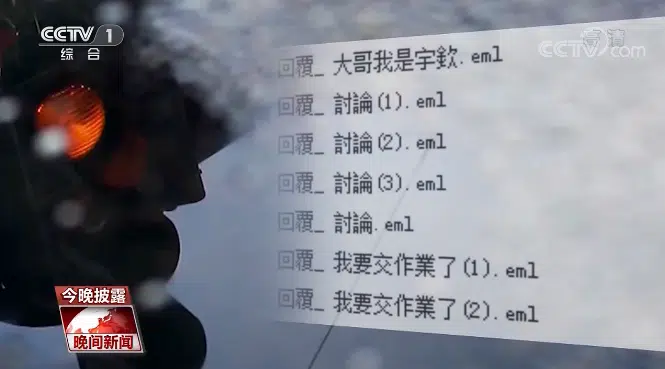 CCTV 1
综合
CCTV.com
回覆_ 大哥我是宇欽.eml
回覆_ 討論(1).eml
回覆_ 討論(2).eml
回覆_ 討論(3).eml
回覆_ 討論.eml
回覆_ 我要交作業了(1).eml
回覆_ 我要交作業了(2).eml
今晚披露
晚间新闻